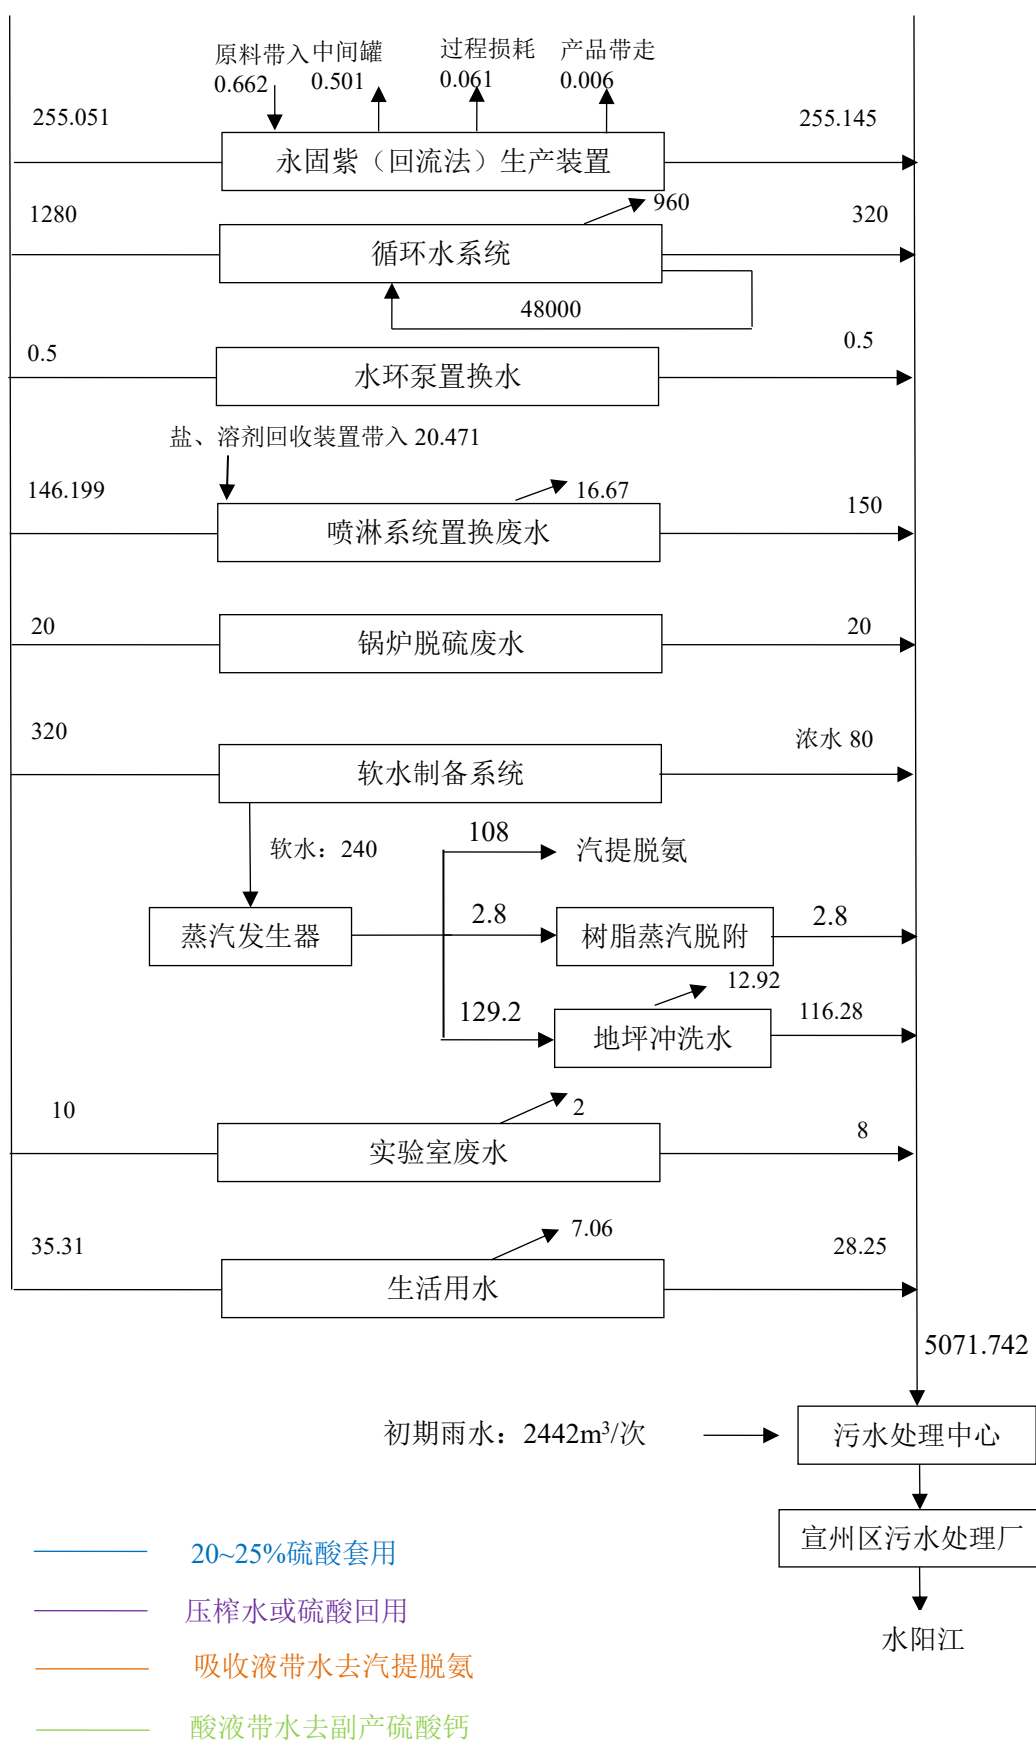 原料带入 中间罐 过程损耗 产品带走
0.662 0.501 0.061 0.006
255.051 255.145
永固紫（回流法）生产装置
1280 960 320
循环水系统
48000
0.5 0.5
水环泵置换水
盐、溶剂回收装置带入 20.471
146.199 16.67 150
喷淋系统置换废水
20 20
锅炉脱硫废水
320 浓水 80
软水制备系统
软水：240 108 汽提脱氨
蒸汽发生器 2.8 树脂蒸汽脱附 2.8
12.92
129.2 地坪冲洗水 116.28
10 2 8
实验室废水
35.31 7.06 28.25
生活用水
5071.742
初期雨水：2442m³/次 污水处理中心
宣州区污水处理厂
20~25%硫酸套用
压榨水或硫酸回用
水阳江
吸收液带水去汽提脱氨
酸液带水去副产硫酸钙